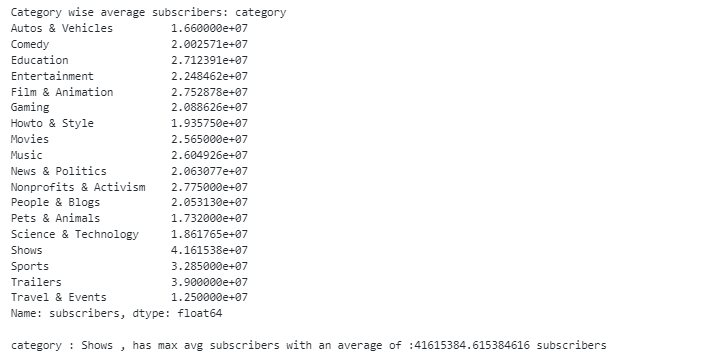 Category wise average subscribers: category
Autos & Vehicles         1.660000e+07
Comedy                   2.002571e+07
Education                2.712391e+07
Entertainment            2.248462e+07
Film & Animation         2.752878e+07
Gaming                   2.088626e+07
Howto & Style            1.935750e+07
Movies                   2.565000e+07
Music                    2.604926e+07
News & Politics          2.063077e+07
Nonprofits & Activism    2.775000e+07
People & Blogs           2.053130e+07
Pets & Animals           1.732000e+07
Science & Technology     1.861765e+07
Shows                    4.161538e+07
Sports                   3.285000e+07
Trailers                 3.900000e+07
Travel & Events          1.250000e+07
Name: subscribers, dtype: float64

category : Shows , has max avg subscribers with an average of :41615384.615384616 subscribers